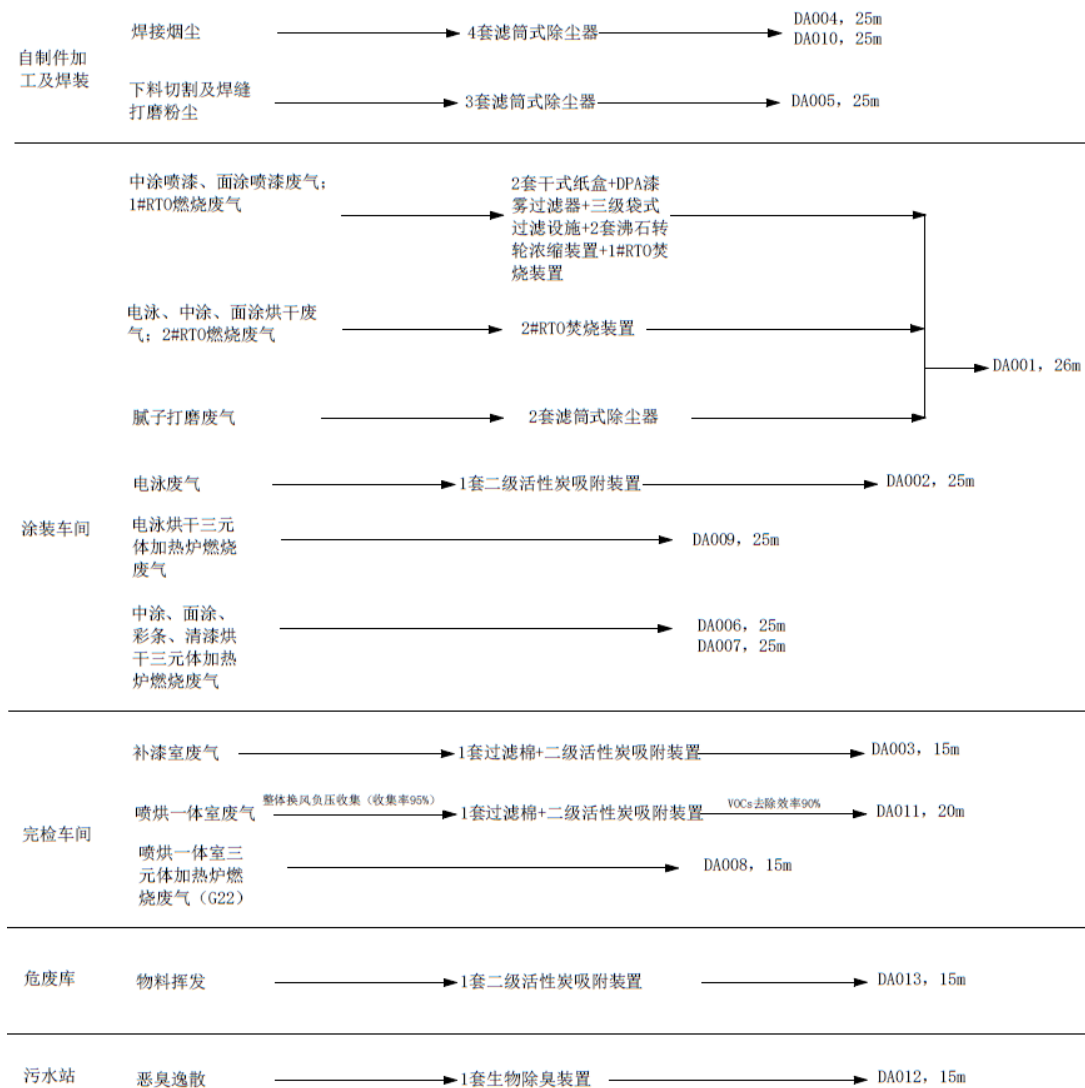 焊接烟尘
4套滤筒式除尘器
DA004，25m
DA010，25m
自制件加
工及焊装
下料切割及焊缝
打磨粉尘
3套滤筒式除尘器
DA005，25m
中涂喷漆、面涂喷漆废气；
1#RTO燃烧废气
2套干式纸盒+DPA漆
雾过滤器+三级袋式
过滤设施+2套沸石转
轮浓缩装置+1#RTO焚
烧装置
电泳、中涂、面涂烘干废
气；2#RTO燃烧废气
2#RTO焚烧装置
DA001，26m
腻子打磨废气
2套滤筒式除尘器
电泳废气
1套二级活性炭吸附装置
DA002，25m
涂装车间
电泳烘干三元
体加热炉燃烧
废气
DA009，25m
中涂、面涂、
彩条、清漆烘
干三元体加热
炉燃烧废气
DA006，25m
DA007，25m
补漆室废气
1套过滤棉+二级活性炭吸附装置
DA003，15m
完检车间
喷烘一体室废气
整体换风负压收集（收集率95%）
1套过滤棉+二级活性炭吸附装置
VOCs去除效率90%
DA011，20m
喷烘一体室三
元体加热炉燃
烧废气（G22）
DA008，15m
危废库
物料挥发
1套二级活性炭吸附装置
DA013，15m
污水站
恶臭逸散
1套生物除臭装置
DA012，15m